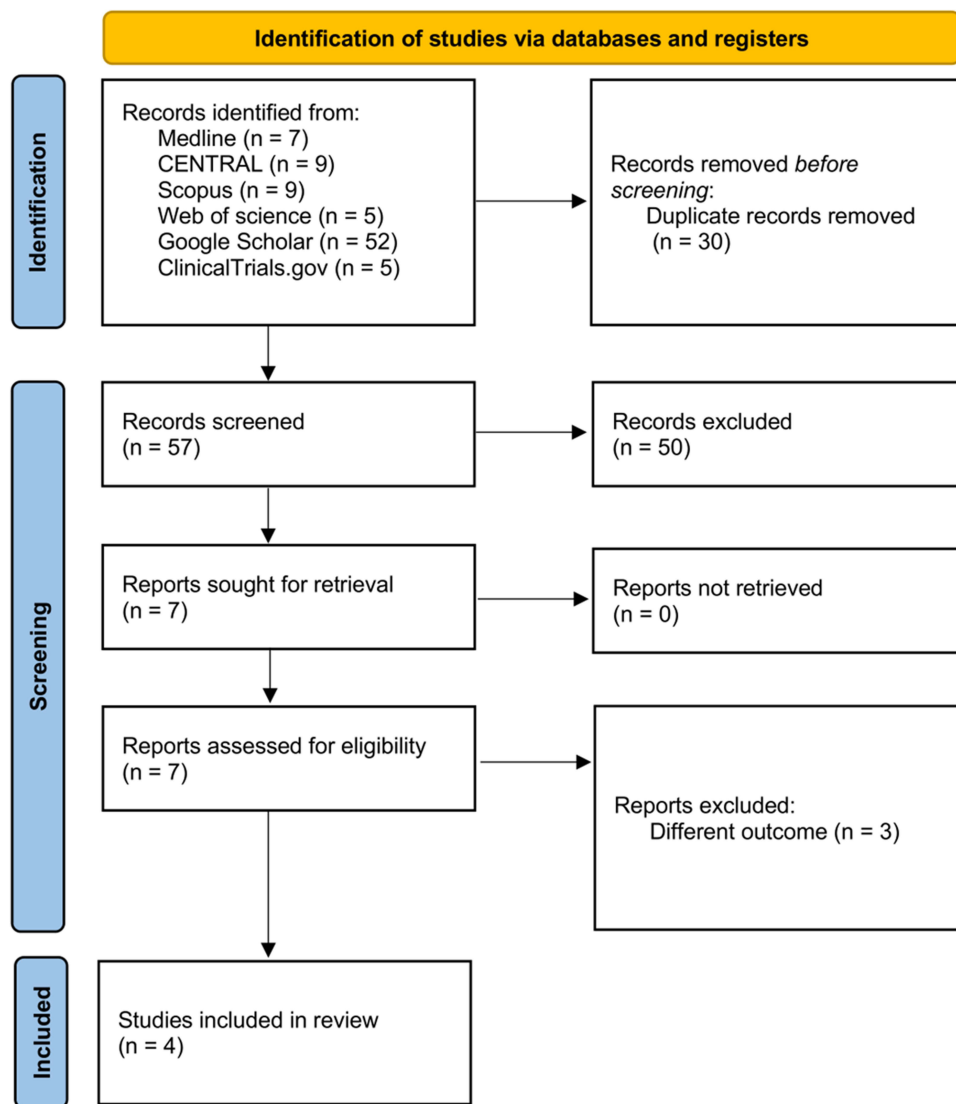 Identification of studies via databases and registers
Identification
Records identified from:
Medline (n = 7)
CENTRAL (n = 9)
Scopus (n = 9)
Web of science (n = 5)
Google Scholar (n = 52)
ClinicalTrials.gov (n = 5)
Records removed before
screening:
Duplicate records removed
(n = 30)
Screening
Records screened
(n = 57)
Records excluded
(n = 50)
Reports sought for retrieval
(n = 7)
Reports not retrieved
(n = 0)
Reports assessed for eligibility
(n = 7)
Reports excluded:
Different outcome (n = 3)
Included
Studies included in review
(n = 4)